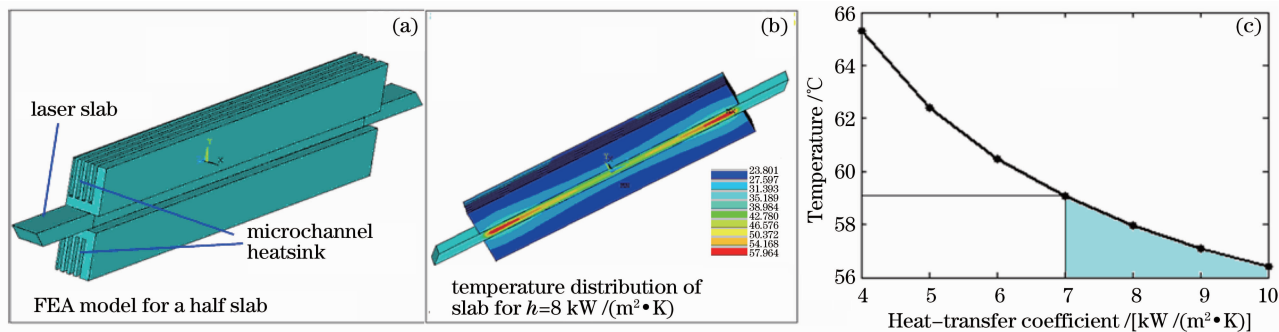 (a)
laser slab
Y
X
microchannel
heatsink
FEA model for a half slab
(b)
Y
MX
23.801
27.597
31.393
35.189
38.984
42.780
46.576
50.372
54.168
57.964
temperature distribution of
slab for h=8 kW /(m²•K)
(c)
66
64
62
60
58
56
Temperature /℃
4 5 6 7 8 9 10
Heat-transfer coefficient /[kW /(m²•K)]